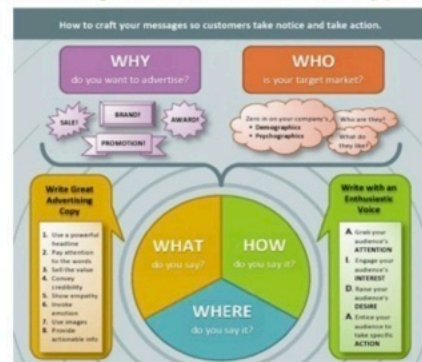 How to craft your messages so customers take notice and take action.
WHY
do you want to advertise?
WHO
is your target market?
SALE!
BRAND!
AWARD!
PROMOTION!
Zero in on your company's
• Demographics
• Psychographics
Who are they?
What do
they like?
Write Great
Advertising
Copy
1. Use a powerful
headline
2. Pay attention
to the words
3. Sell the value
4. Convey
credibility
5. Show empathy
6. Invoke
emotion
7. Use images
8. Provide
actionable info
WHAT
do you say?
HOW
do you say it?
WHERE
do you say it?
Write with an
Enthusiastic
Voice
A. Grab your
audience's
ATTENTION
I. Engage your
audience's
INTEREST
D. Raise your
audience's
DESIRE
A. Entice your
audience to
take specific
ACTION